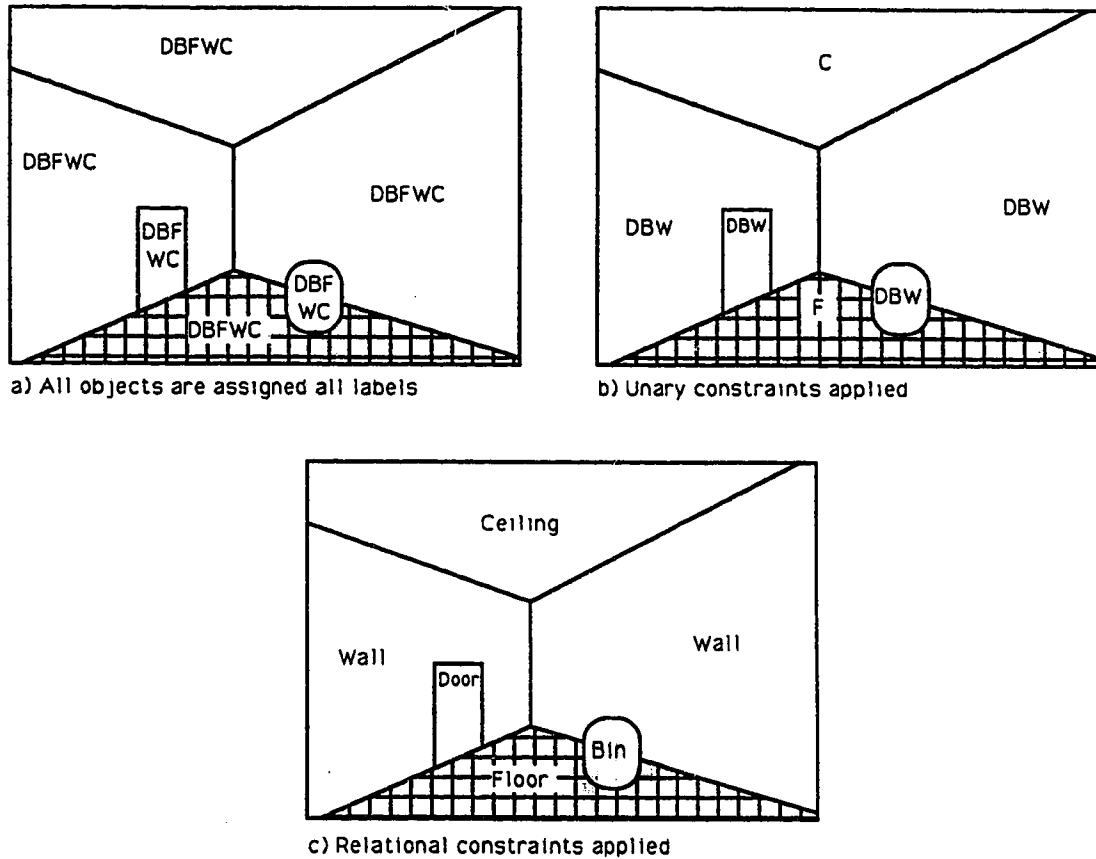 DBFWC
DBFWC
DBFWC
DBF
WC
DBF
WC
DBFWC
a) All objects are assigned all labels
C
DBW
DBW
DBW
DBW
F
b) Unary constraints applied
Ceiling
Wall
Wall
Door
Bin
Floor
c) Relational constraints applied